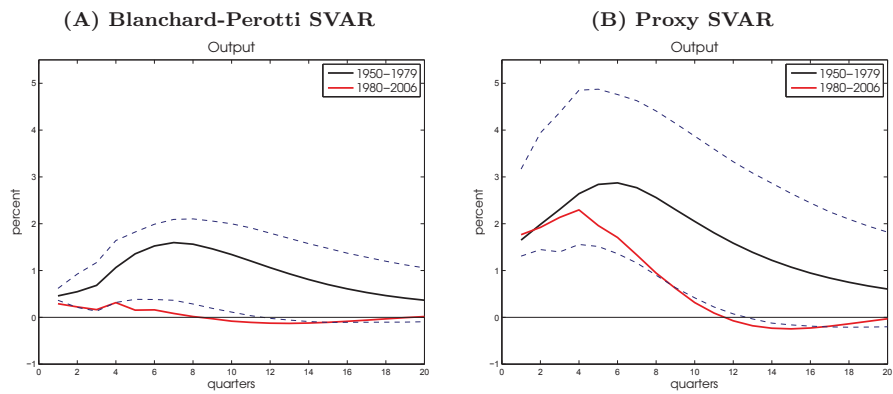 (A) Blanchard-Perotti SVAR
Output
percent
5
4
3
2
1
0
−1
1950−1979
1980−2006
0 2 4 6 8 10 12 14 16 18 20
quarters
(B) Proxy SVAR
Output
percent
5
4
3
2
1
0
−1
1950−1979
1980−2006
0 2 4 6 8 10 12 14 16 18 20
quarters